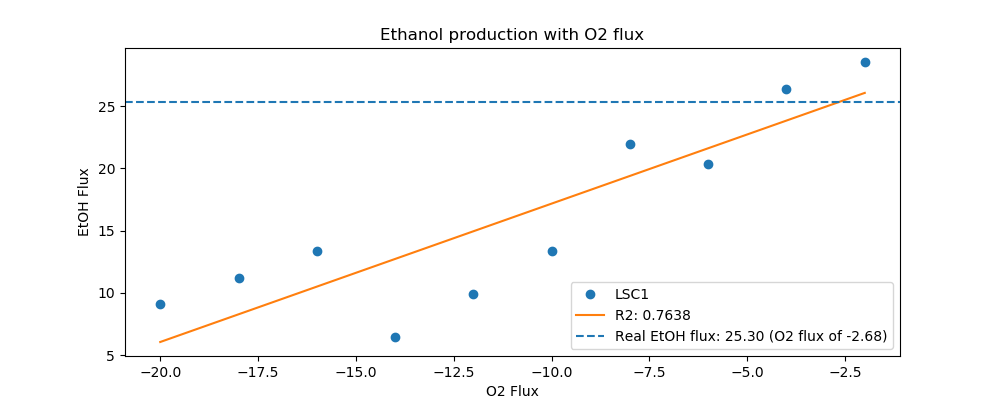 Ethanol production with O2 flux
EtOH Flux
25
20
15
10
5
−20.0 −17.5 −15.0 −12.5 −10.0 −7.5 −5.0 −2.5
O2 Flux
LSC1
R2: 0.7638
Real EtOH flux: 25.30 (O2 flux of -2.68)